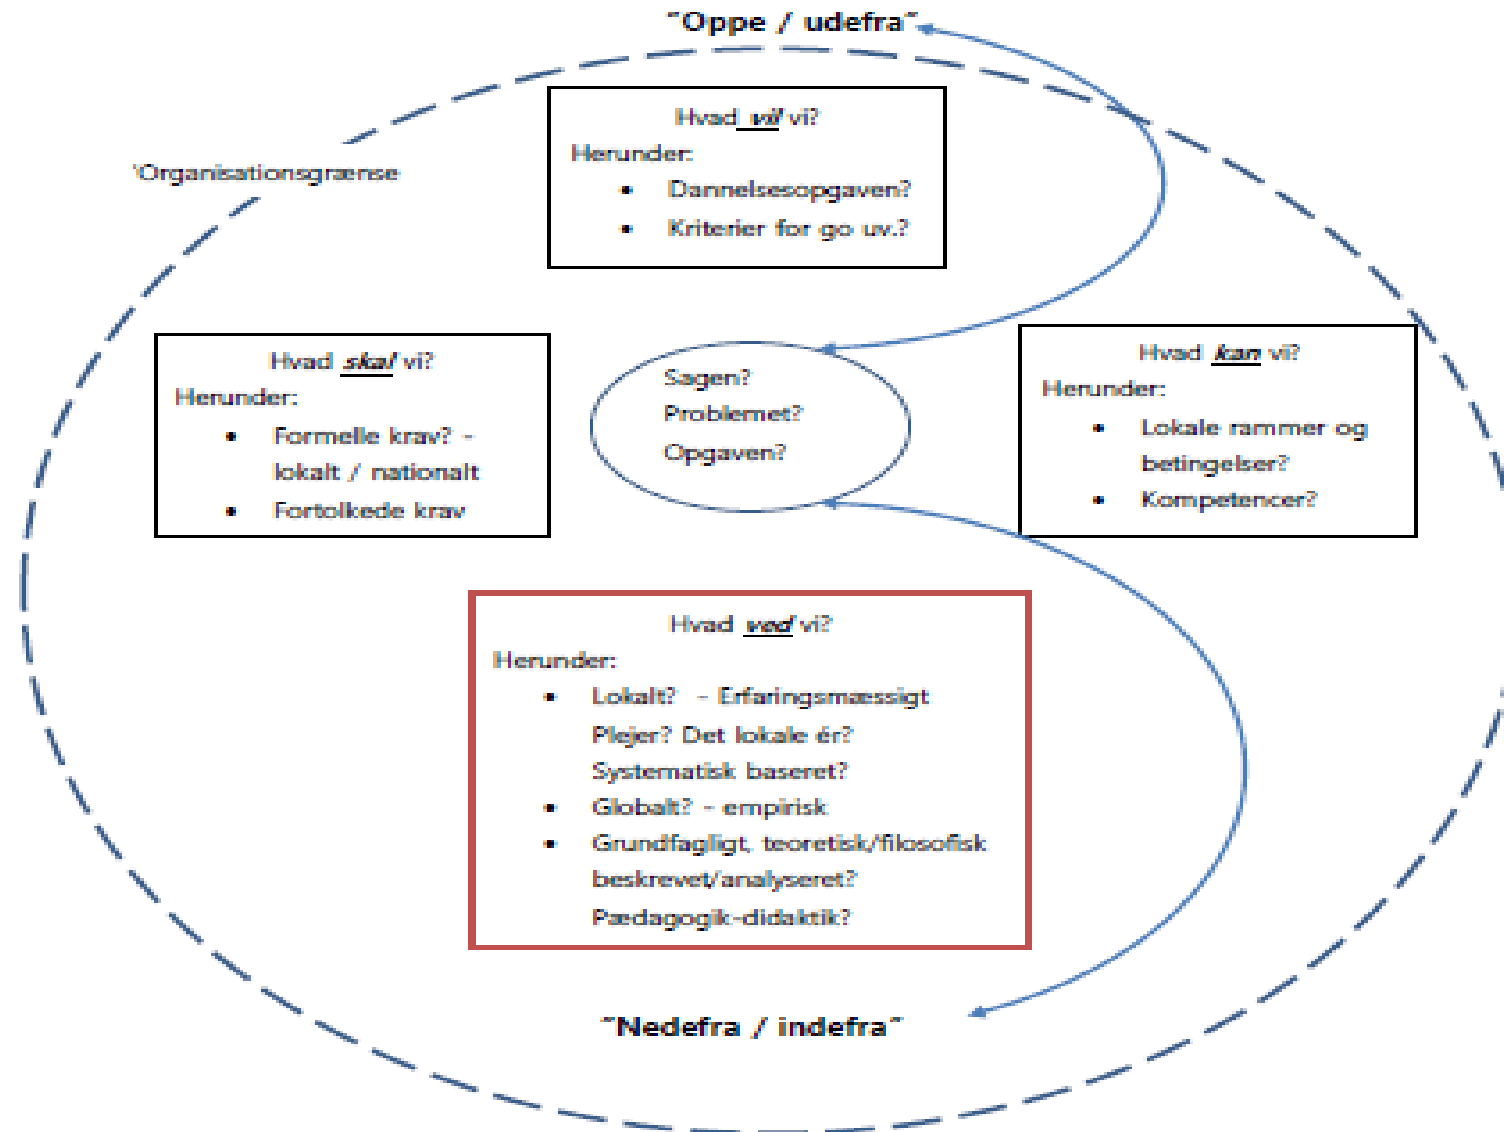 "Oppe / udefra"
Hvad vil vi?
Herunder:
• Dannelsesopgaven?
• Kriterier for go uv.?
'Organisationsgrænse
Hvad skal vi?
Herunder:
• Formelle krav? -
lokalt / nationalt
• Fortolkede krav
Sagen?
Problemet?
Opgaven?
Hvad kan vi?
Herunder:
• Lokale rammer og
betingelser?
• Kompetencer?
Hvad ved vi?
Herunder:
• Lokalt? - Erfaringsmæssigt
Plejer? Det lokale ér?
Systematisk baseret?
• Globalt? - empirisk
• Grundfagligt, teoretisk/filosofisk
beskrevet/analyseret?
Pædagogik-didaktik?
"Nedefra / indefra"